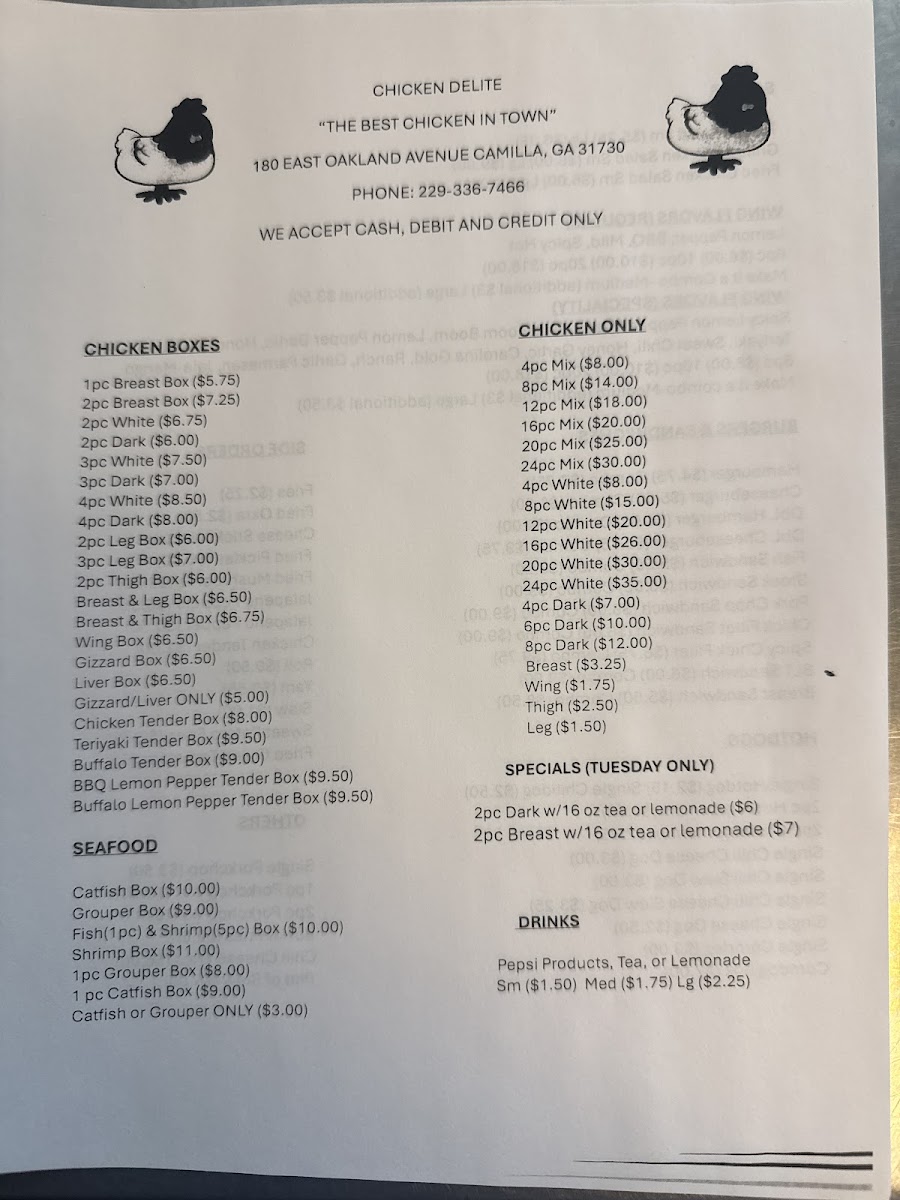 CHICKEN DELITE
"THE BEST CHICKEN IN TOWN"
180 EAST OAKLAND AVENUE CAMILLA, GA 31730
PHONE: 229-336-7466
WE ACCEPT CASH, DEBIT AND CREDIT ONLY
CHICKEN BOXES
1pc Breast Box ($5.75)
2pc Breast Box ($7.25)
2pc White ($6.75)
2pc Dark ($6.00)
3pc White ($7.50)
3pc Dark ($7.00)
4pc White ($8.50)
4pc Dark ($8.00)
2pc Leg Box ($6.00)
3pc Leg Box ($7.00)
2pc Thigh Box ($6.00)
Breast & Leg Box ($6.50)
Breast & Thigh Box ($6.75)
Wing Box ($6.50)
Gizzard Box ($6.50)
Liver Box ($6.50)
Gizzard/Liver ONLY ($5.00)
Chicken Tender Box ($8.00)
Teriyaki Tender Box ($9.50)
Buffalo Tender Box ($9.00)
BBQ Lemon Pepper Tender Box ($9.50)
Buffalo Lemon Pepper Tender Box ($9.50)
SEAFOOD
Catfish Box ($10.00)
Grouper Box ($9.00)
Fish(1pc) & Shrimp(5pc) Box ($10.00)
Shrimp Box ($11.00)
1pc Grouper Box ($8.00)
1 pc Catfish Box ($9.00)
Catfish or Grouper ONLY ($3.00)
CHICKEN ONLY
4pc Mix ($8.00)
8pc Mix ($14.00)
12pc Mix ($18.00)
16pc Mix ($20.00)
20pc Mix ($25.00)
24pc Mix ($30.00)
4pc White ($8.00)
8pc White ($15.00)
12pc White ($20.00)
16pc White ($26.00)
20pc White ($30.00)
24pc White ($35.00)
4pc Dark ($7.00)
6pc Dark ($10.00)
8pc Dark ($12.00)
Breast ($3.25)
Wing ($1.75)
Thigh ($2.50)
Leg ($1.50)
SPECIALS (TUESDAY ONLY)
2pc Dark w/16 oz tea or lemonade ($6)
2pc Breast w/16 oz tea or lemonade ($7)
DRINKS
Pepsi Products, Tea, or Lemonade
Sm ($1.50) Med ($1.75) Lg ($2.25)